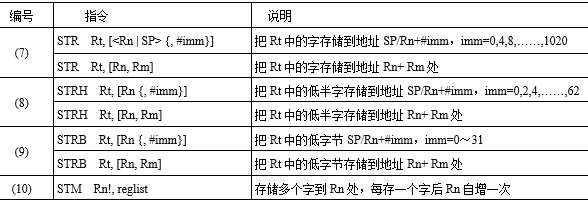 编号 指令 说明
(7) STR Rt, [<Rn | SP> {, #imm}] 把 Rt 中的字存储到地址 SP/Rn+#imm，imm=0,4,8,……,1020
STR Rt, [Rn, Rm] 把 Rt 中的字存储到地址 Rn+ Rm 处
(8) STRH Rt, [Rn {, #imm}] 把 Rt 中的低半字存储到地址 SP/Rn+#imm，imm=0,2,4,……,62
STRH Rt, [Rn, Rm] 把 Rt 中的低半字存储到地址 Rn+ Rm 处
(9) STRB Rt, [Rn {, #imm}] 把 Rt 中的低字节 SP/Rn+#imm，imm=0～31
STRB Rt, [Rn, Rm] 把 Rt 中的低字节存储到地址 Rn+ Rm 处
(10) STM Rn!, reglist 存储多个字到 Rn 处，每存一个字后 Rn 自增一次